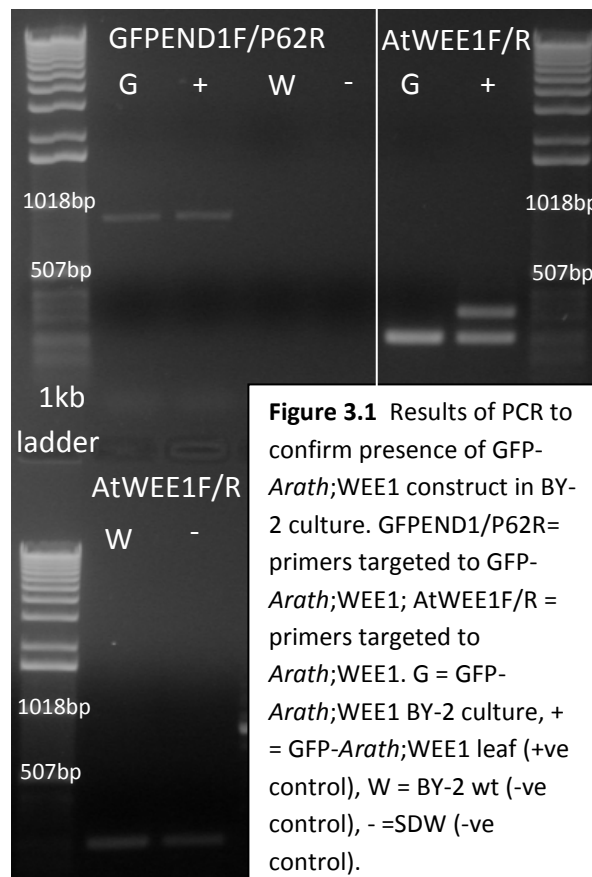 GFPEND1F/P62R
G + W -
AtWEE1F/R
G +
1018bp
507bp
1018bp
507bp
1kb
ladder
AtWEE1F/R
W -
1018bp
507bp
Figure 3.1 Results of PCR to
confirm presence of GFP-
Arath;WEE1 construct in BY-
2 culture. GFPEND1/P62R=
primers targeted to GFP-
Arath;WEE1; AtWEE1F/R =
primers targeted to
Arath;WEE1. G = GFP-
Arath;WEE1 BY-2 culture, +
= GFP-Arath;WEE1 leaf (+ve
control), W = BY-2 wt (-ve
control), - =SDW (-ve
control).